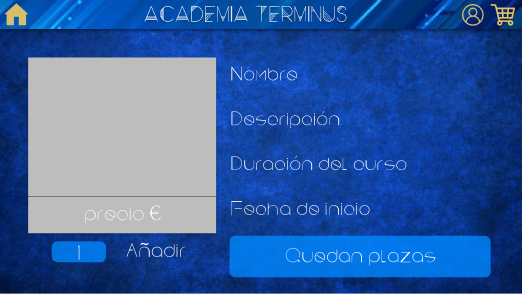 ACADEMIA TERMINUS
Nombre
Descripción
Duración del curso
Fecha de inicio
precio €
1 Añadir
Quedan plazas